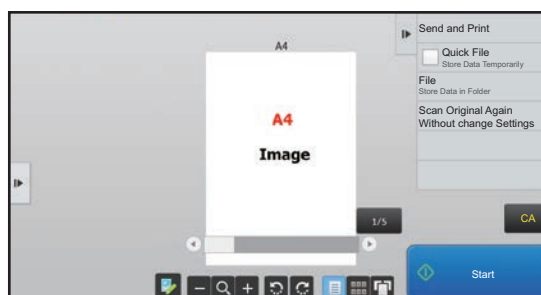 A4
A4
Image
1/5
Send and Print
Quick File
Store Data Temporarily
File
Store Data in Folder
Scan Original Again
Without change Settings
CA
Start